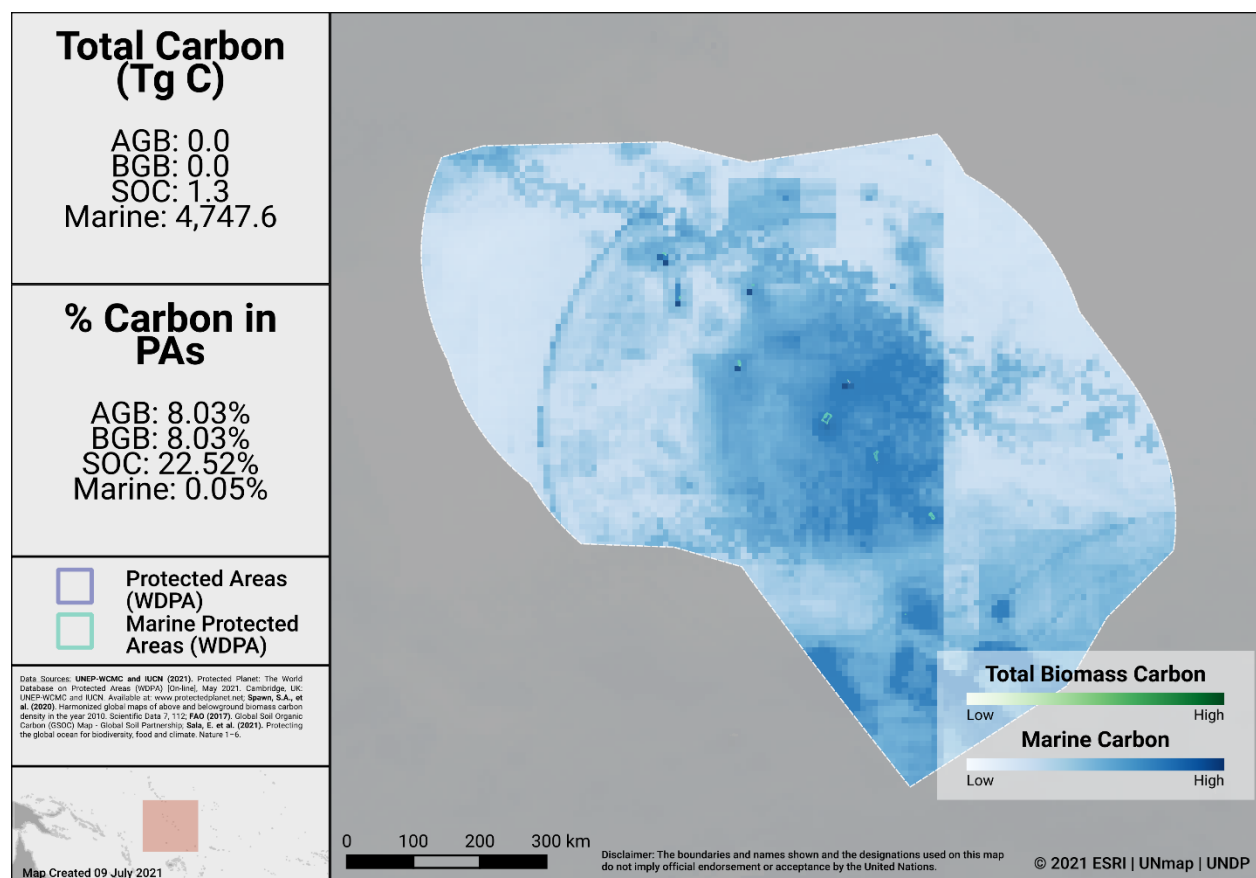 Total Carbon
(Tg C)
AGB: 0.0
BGB: 0.0
SOC: 1.3
Marine: 4,747.6
% Carbon in
PAs
AGB: 8.03%
BGB: 8.03%
SOC: 22.52%
Marine: 0.05%
Protected Areas
(WDPA)
Marine Protected
Areas (WDPA)
Data Sources: UNEP-WCMC and IUCN (2021). Protected Planet: The World
Database on Protected Areas (WDPA) [On-line], May 2021. Cambridge, UK:
UNEP-WCMC and IUCN. Available at: www.protectedplanet.net; Spawn, S.A., et
al. (2020). Harmonized global maps of above and belowground biomass carbon
density in the year 2010. Scientific Data 7, 112; FAO (2017). Global Soil Organic
Carbon (GSOC) Map - Global Soil Partnership; Sala, E. et al. (2021). Protecting
the global ocean for biodiversity, food and climate. Nature 1–6.
Map Created 09 July 2021
Total Biomass Carbon
Low High
Marine Carbon
Low High
0 100 200 300 km
Disclaimer: The boundaries and names shown and the designations used on this map
do not imply official endorsement or acceptance by the United Nations.
© 2021 ESRI | UNmap | UNDP